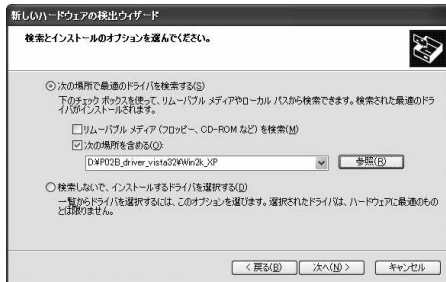 新しいハードウェアの検出ウィザード
検索とインストールのオプションを選んでください。
次の場所で最適のドライバを検索する(S)
下のチェック ボックスを使って、リムーバブル メディアやローカル パスから検索できます。検索された最適のドラ
イバがインストールされます。
リムーバブル メディア (フロッピー、CD-ROM など) を検索(M)
次の場所を含める(O):
D:¥P02B_driver_vista32¥Win2k_XP
参照(R)
検索しないで、インストールするドライバを選択する(D)
一覧からドライバを選択するには、このオプションを選びます。選択されたドライバは、ハードウェアに最適のもの
とは限りません。
< 戻る(B)
次へ(N) >
キャンセル